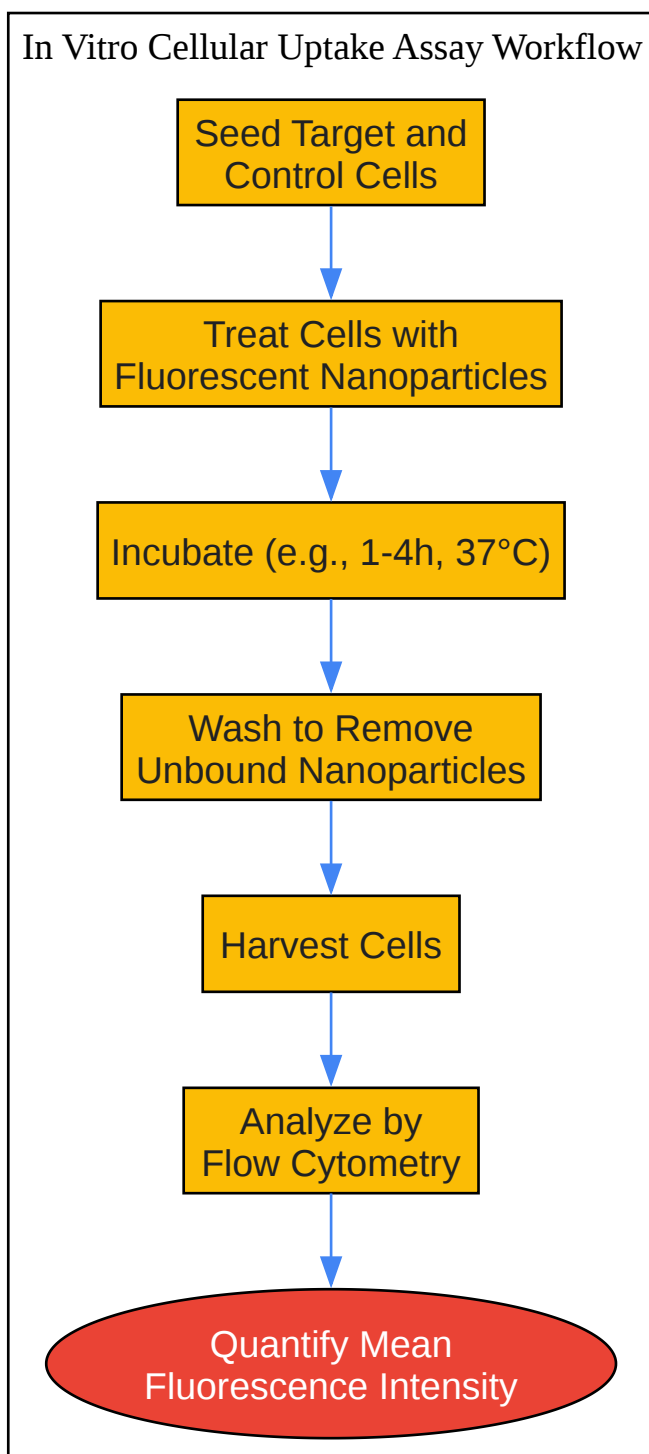 In Vitro Cellular Uptake Assay Workflow
Seed Target and
Control Cells
Treat Cells with
Fluorescent Nanoparticles
Incubate (e.g., 1-4h, 37°C)
Wash to Remove
Unbound Nanoparticles
Harvest Cells
Analyze by
Flow Cytometry
Quantify Mean
Fluorescence Intensity